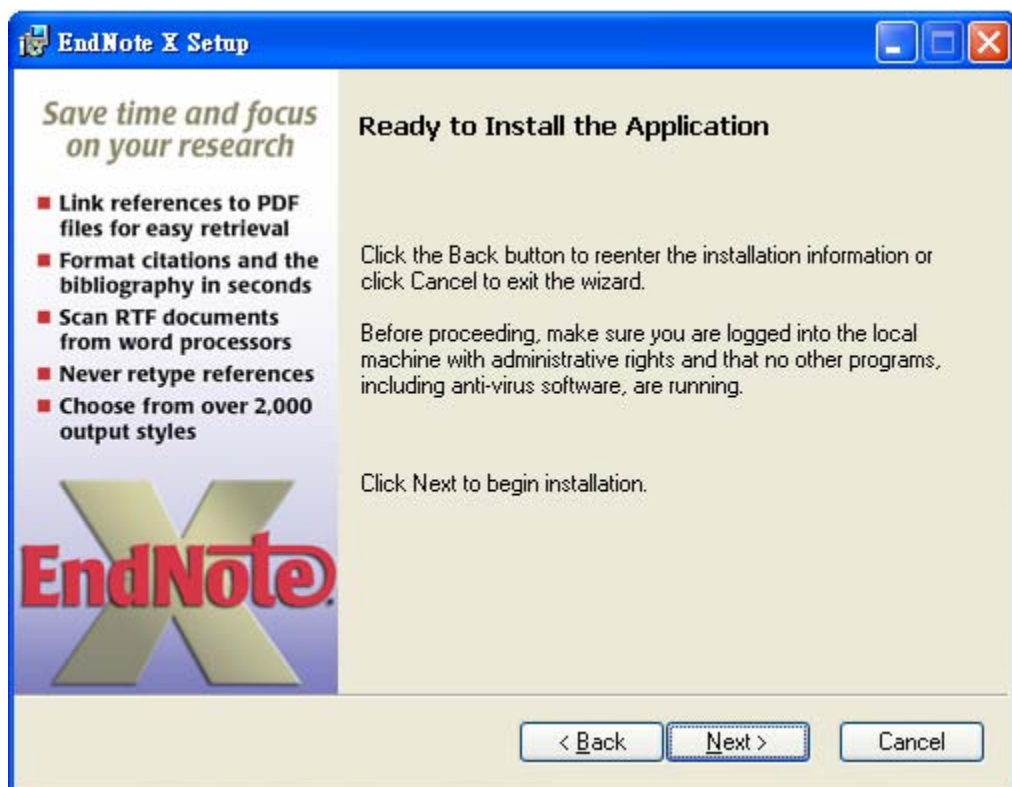 EndNote X Setup
Save time and focus
on your research
Link references to PDF
files for easy retrieval
Format citations and the
bibliography in seconds
Scan RTF documents
from word processors
Never retype references
Choose from over 2,000
output styles
X
EndNote.
Ready to Install the Application
Click the Back button to reenter the installation information or
click Cancel to exit the wizard.
Before proceeding, make sure you are logged into the local
machine with administrative rights and that no other programs,
including anti-virus software, are running.
Click Next to begin installation.
< Back
Next >
Cancel